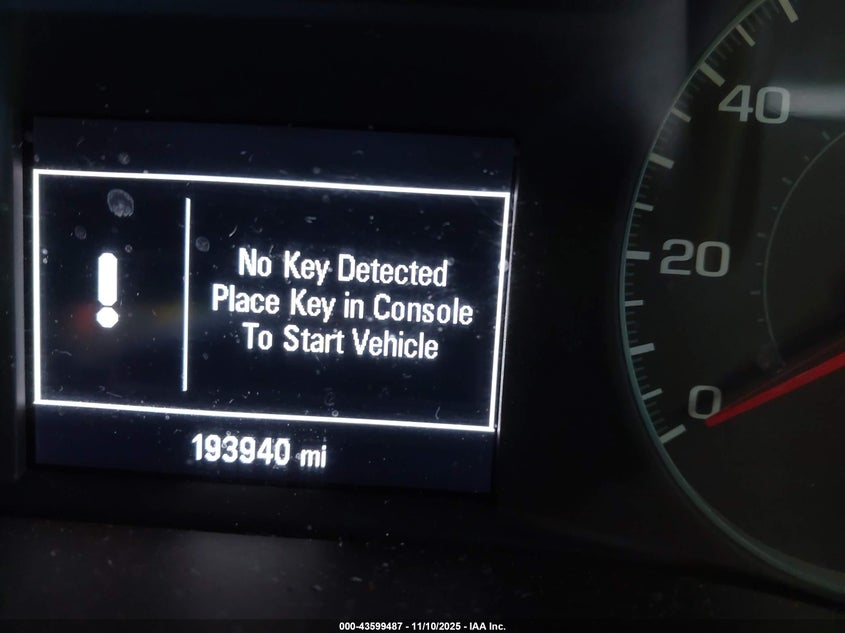 No Key Detected
Place Key in Console
To Start Vehicle
193940 mi
40
20
0
000-43599487 - 11/10/2025 - IAA Inc.